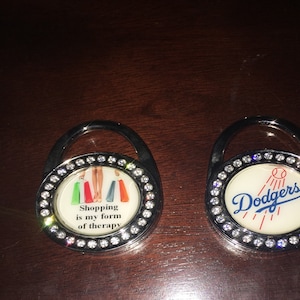 Shopping
is my form
of therapy
Dodgers